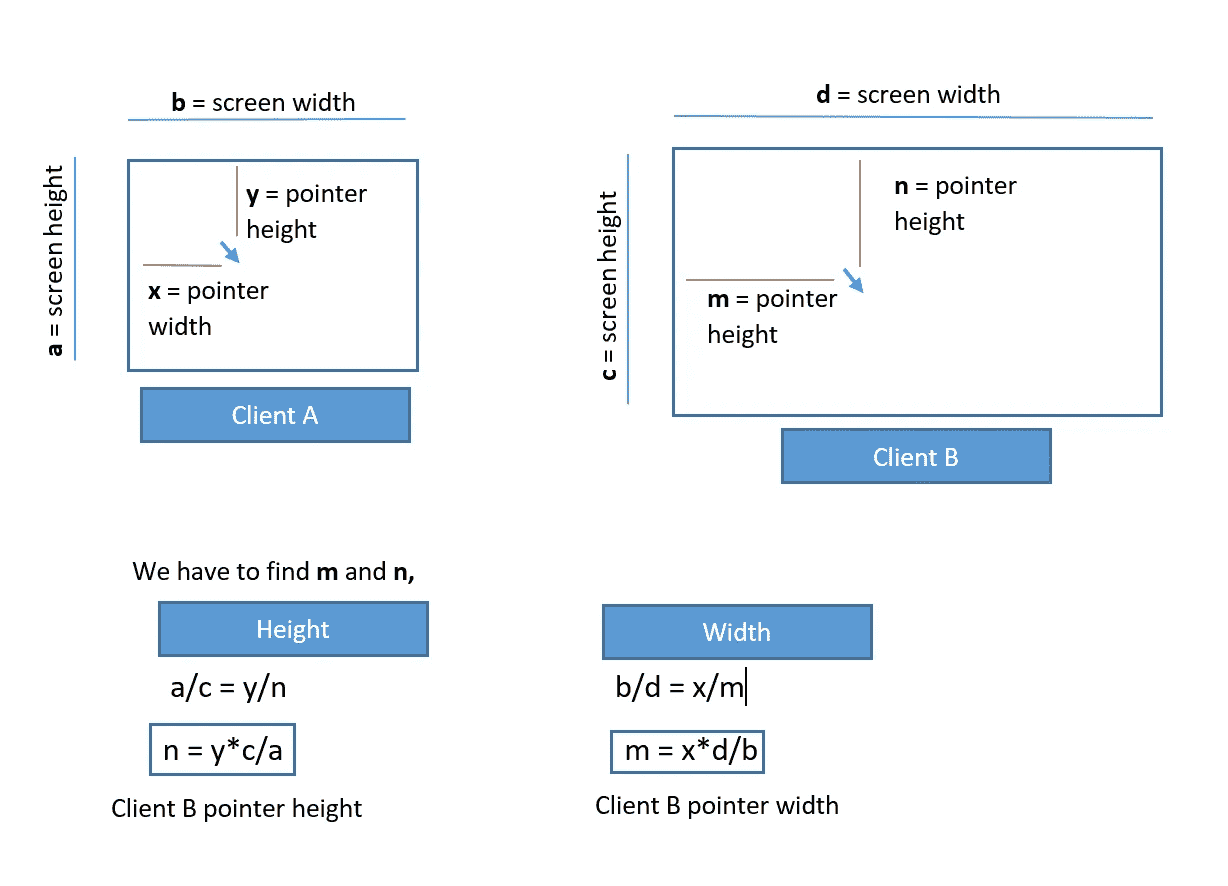 b = screen width
a = screen height
y = pointer
height
x = pointer
width
Client A
d = screen width
c = screen height
n = pointer
height
m = pointer
height
Client B
We have to find m and n,
Height
a/c = y/n
n = y*c/a
Client B pointer height
Width
b/d = x/m
m = x*d/b
Client B pointer width